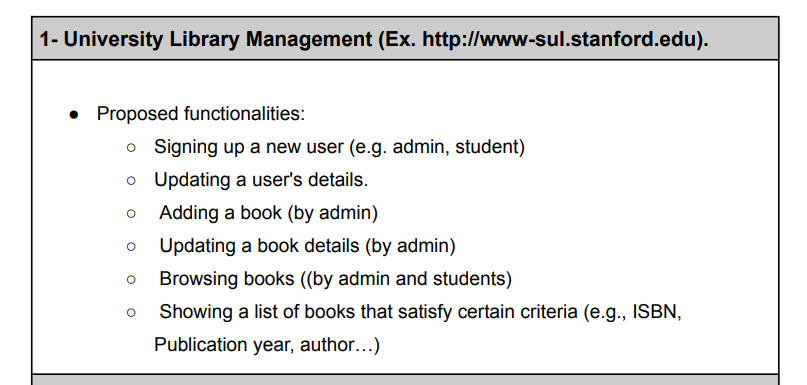 1- University Library Management (Ex. http://www-sul.stanford.edu).
● Proposed functionalities:
○ Signing up a new user (e.g. admin, student)
○ Updating a user's details.
○ Adding a book (by admin)
○ Updating a book details (by admin)
○ Browsing books ((by admin and students)
○ Showing a list of books that satisfy certain criteria (e.g., ISBN,
Publication year, author…)